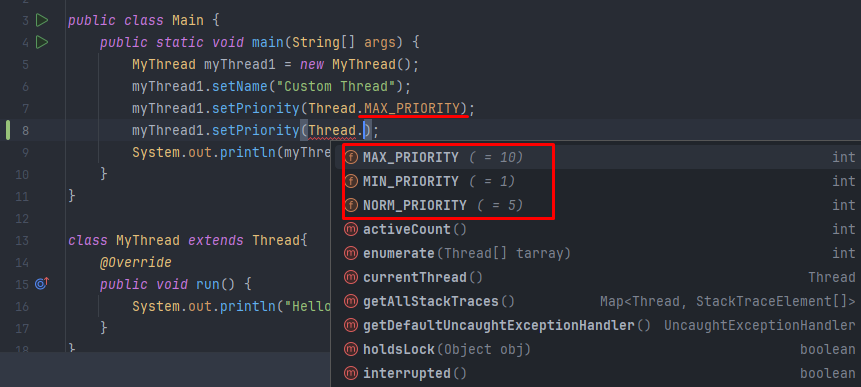 3 public class Main {
4 public static void main(String[] args) {
5 MyThread myThread1 = new MyThread();
6 myThread1.setName("Custom Thread");
7 myThread1.setPriority(Thread.MAX_PRIORITY);
8 myThread1.setPriority(Thread.);
9 System.out.println(myThre
10 }
11 }
12
13 class MyThread extends Thread{
14 @Override
15 public void run() {
16 System.out.println("Hello
17 }
18 }
MAX_PRIORITY ( = 10) int
MIN_PRIORITY ( = 1) int
NORM_PRIORITY ( = 5) int
activeCount() int
enumerate(Thread[] tarray) int
currentThread() Thread
getAllStackTraces() Map<Thread, StackTraceElement[]>
getDefaultUncaughtExceptionHandler() UncaughtExceptionHandler
holdsLock(Object obj) boolean
interrupted() boolean